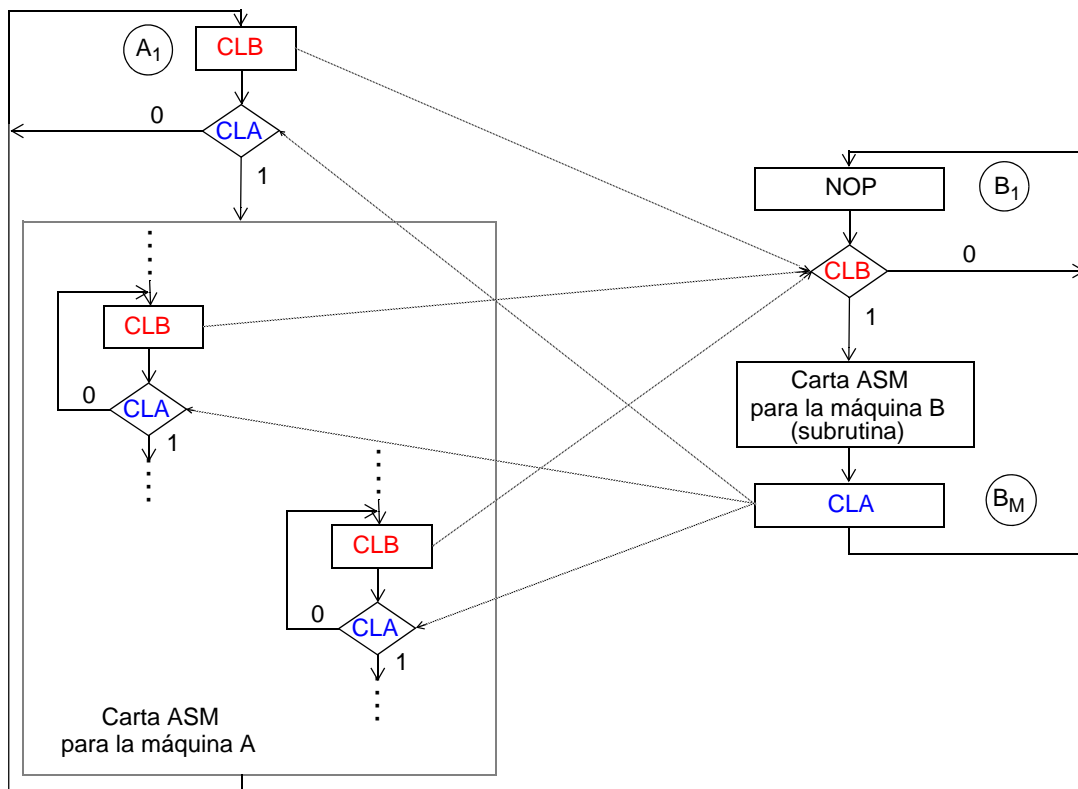 A1
CLB
0
CLA
1
CLB
0
CLA
1
CLB
0
CLA
1
Carta ASM
para la máquina A
NOP
B1
CLB
0
1
Carta ASM
para la máquina B
(subrutina)
CLA
BM